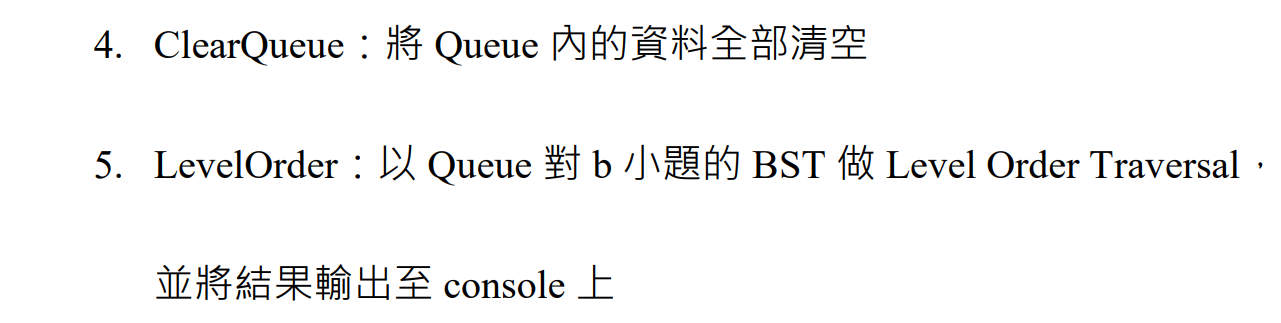 4. ClearQueue：將 Queue 內的資料全部清空
5. LevelOrder：以 Queue 對 b 小題的 BST 做 Level Order Traversal，
並將結果輸出至 console 上